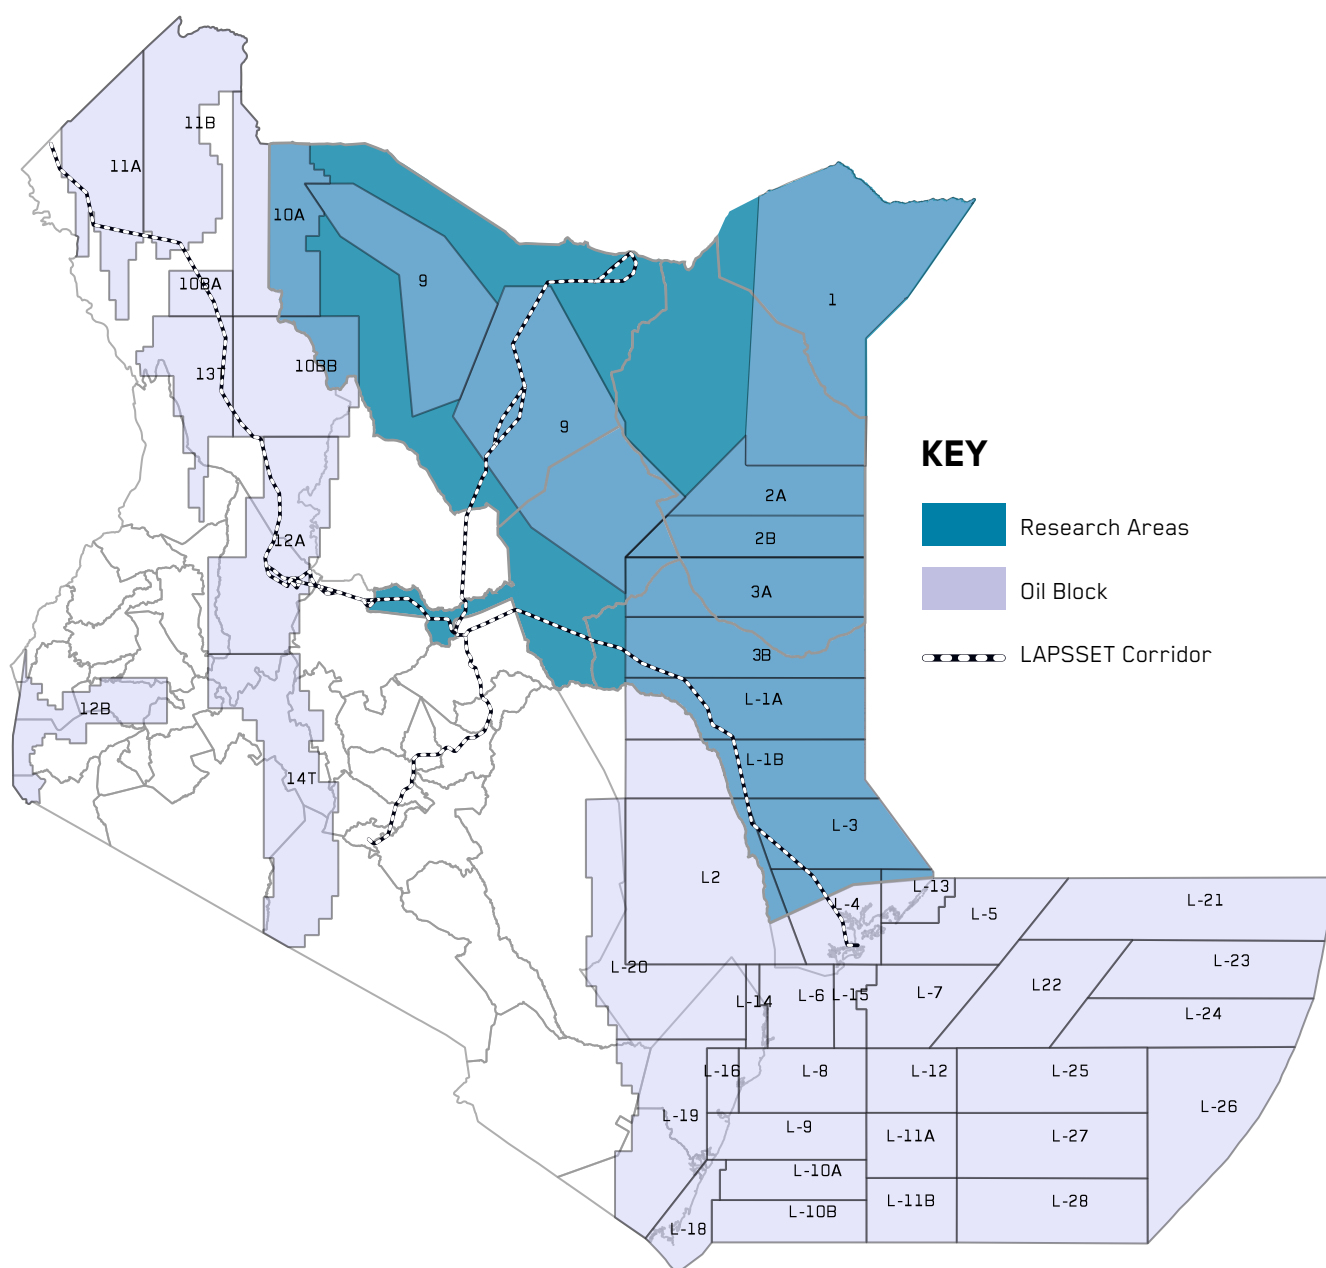 11B
11A
10A
10BA
9
1
10BB
13T
9
KEY
2A
Research Areas
2B
12A
3A
Oil Block
3B
LAPSSET Corridor
L-1A
12B
L-1B
14T
L-3
L2
L-13
L-4
L-5
L-21
L-20
L-23
L22
L-14
L-6
L-15
L-7
L-24
L-16
L-8
L-12
L-25
L-26
L-19
L-9
L-11A
L-27
L-10A
L-11B
L-28
L-10B
L-18